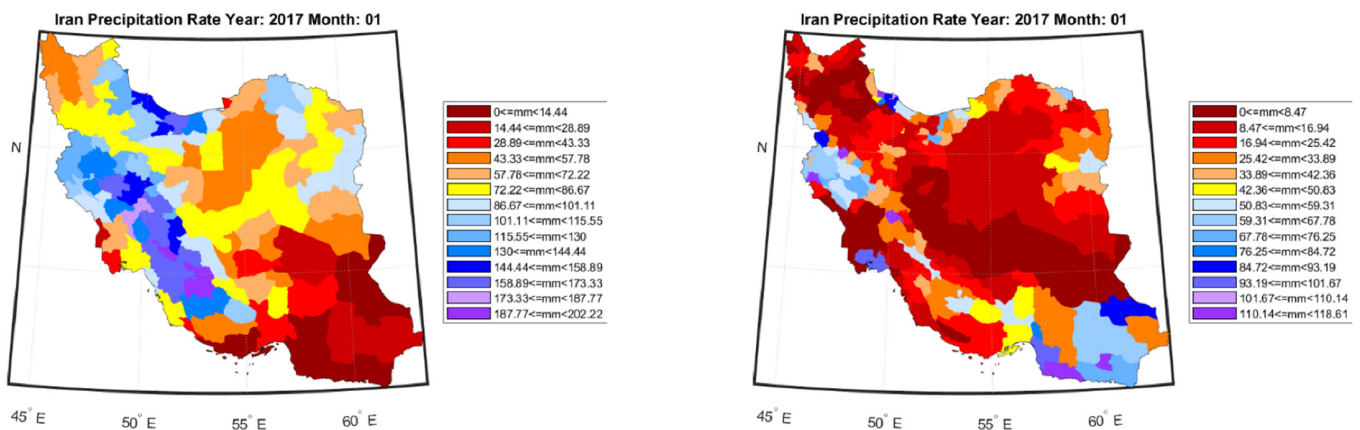 Iran Precipitation Rate Year: 2017 Month: 01
N
0<=mm<14.44
14.44<=mm<28.89
28.89<=mm<43.33
43.33<=mm<57.78
57.78<=mm<72.22
72.22<=mm<86.67
86.67<=mm<101.11
101.11<=mm<115.55
115.55<=mm<130
130<=mm<144.44
144.44<=mm<158.89
158.89<=mm<173.33
173.33<=mm<187.77
187.77<=mm<202.22
45° E
50° E
55° E
60° E
Iran Precipitation Rate Year: 2017 Month: 01
N
0<=mm<8.47
8.47<=mm<16.94
16.94<=mm<25.42
25.42<=mm<33.89
33.89<=mm<42.36
42.36<=mm<50.83
50.83<=mm<59.31
59.31<=mm<67.78
67.78<=mm<76.25
76.25<=mm<84.72
84.72<=mm<93.19
93.19<=mm<101.67
101.67<=mm<110.14
110.14<=mm<118.61
45° E
50° E
55° E
60° E